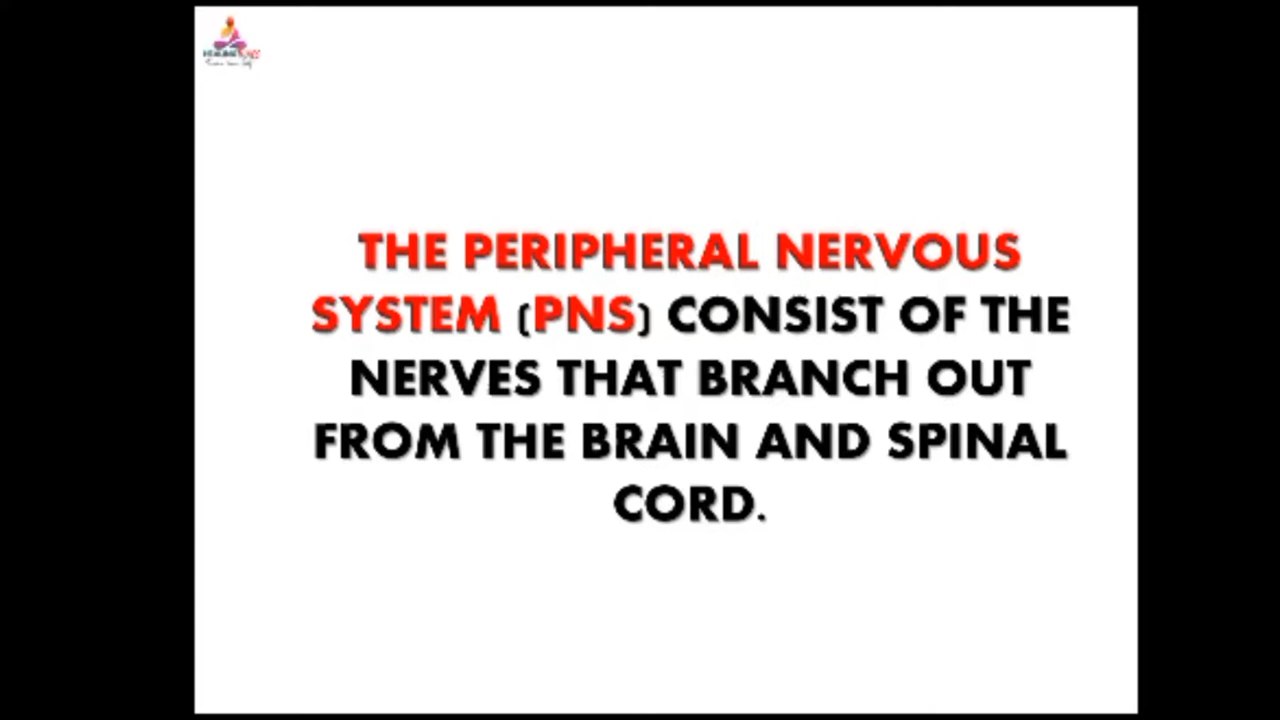 THE PERIPHERAL NERVOUS
SYSTEM (PNS) CONSIST OF THE
NERVES THAT BRANCH OUT
FROM THE BRAIN AND SPINAL
CORD.